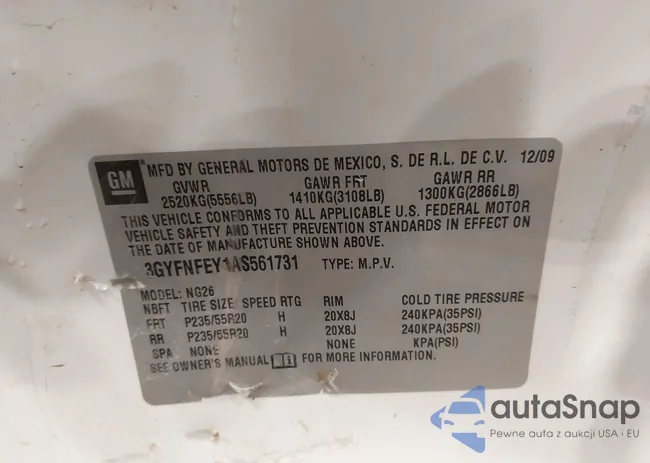 GM
MFD BY GENERAL MOTORS DE MEXICO, S. DE R.L. DE C.V. 12/09
GVWR GAWR FRT GAWR RR
2520KG(5556LB) 1410KG(3108LB) 1300KG(2866LB)
THIS VEHICLE CONFORMS TO ALL APPLICABLE U.S. FEDERAL MOTOR
VEHICLE SAFETY AND THEFT PREVENTION STANDARDS IN EFFECT ON
THE DATE OF MANUFACTURE SHOWN ABOVE.
3GYFNFEY1AS561731 TYPE: M.P.V.
MODEL: NG26
NBFT TIRE SIZE SPEED RTG RIM COLD TIRE PRESSURE
FRT P235/55R20 H 20X8J 240KPA(35PSI)
RR P235/55R20 H 20X8J 240KPA(35PSI)
SPA NONE NONE KPA(PSI)
SEE OWNER'S MANUAL FOR MORE INFORMATION.
autaSnap
Pewne auta z aukcji USA i EU